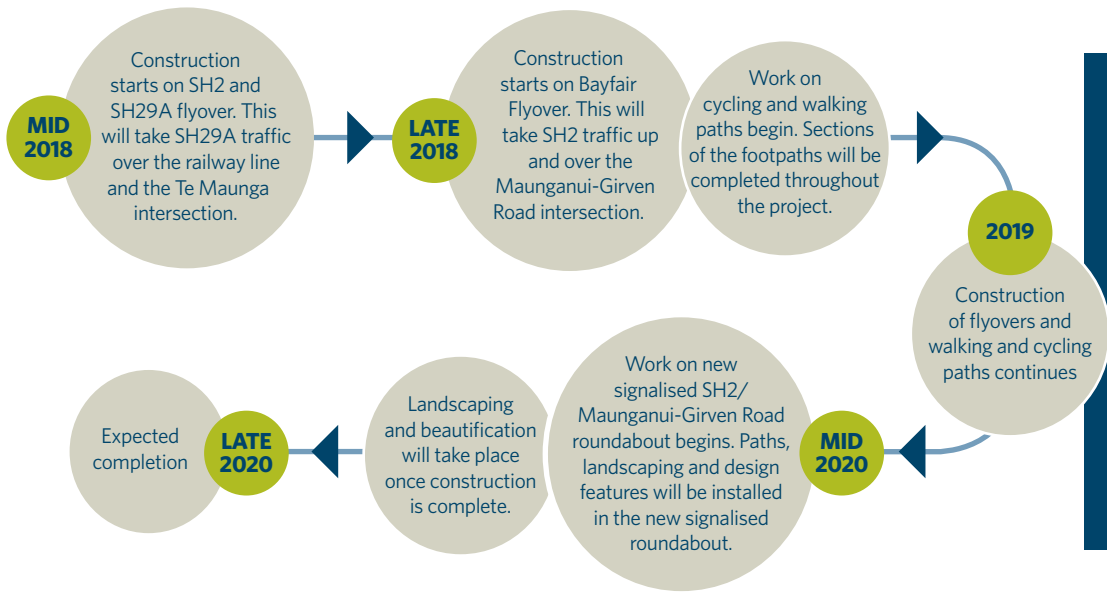 MID
2018
Construction
starts on SH2 and
SH29A flyover. This
will take SH29A traffic
over the railway line
and the Te Maunga
intersection.
LATE
2018
Construction
starts on Bayfair
Flyover. This will
take SH2 traffic up
and over the
Maunganui-Girven
Road intersection.
Work on
cycling and walking
paths begin. Sections
of the footpaths will be
completed throughout
the project.
2019
Construction
of flyovers and
walking and cycling
paths continues
MID
2020
Work on new
signalised SH2/
Maunganui-Girven Road
roundabout begins. Paths,
landscaping and design
features will be installed
in the new signalised
roundabout.
Landscaping
and beautification
will take place
once construction
is complete.
LATE
2020
Expected
completion